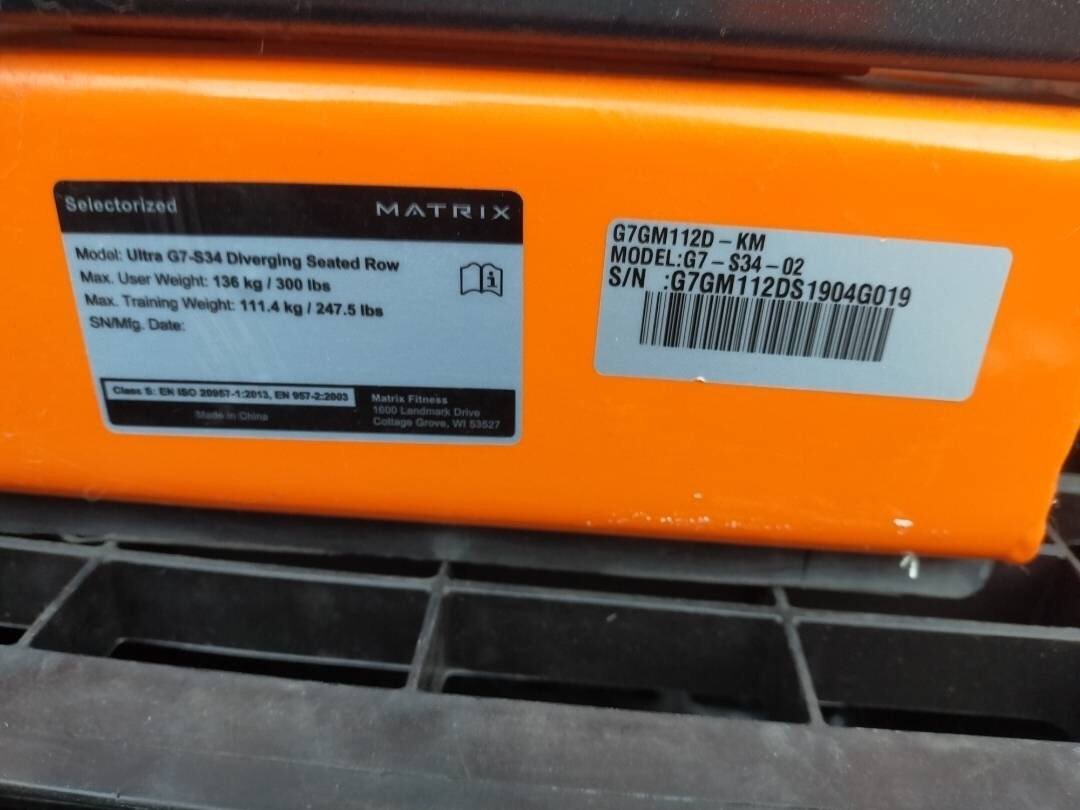 Selectorized
MATRIX
Model: Ultra G7-S34 Diverging Seated Row
Max. User Weight: 136 kg / 300 lbs
Max. Training Weight: 111.4 kg / 247.5 lbs
SN/Mfg. Date:
Class S: EN ISO 20957-1:2013, EN 957-2:2003
Made in China
Matrix Fitness
1600 Landmark Drive
Cottage Grove, WI 53527
G7GM112D-KM
MODEL:G7-S34-02
S/N :G7GM112DS1904G019